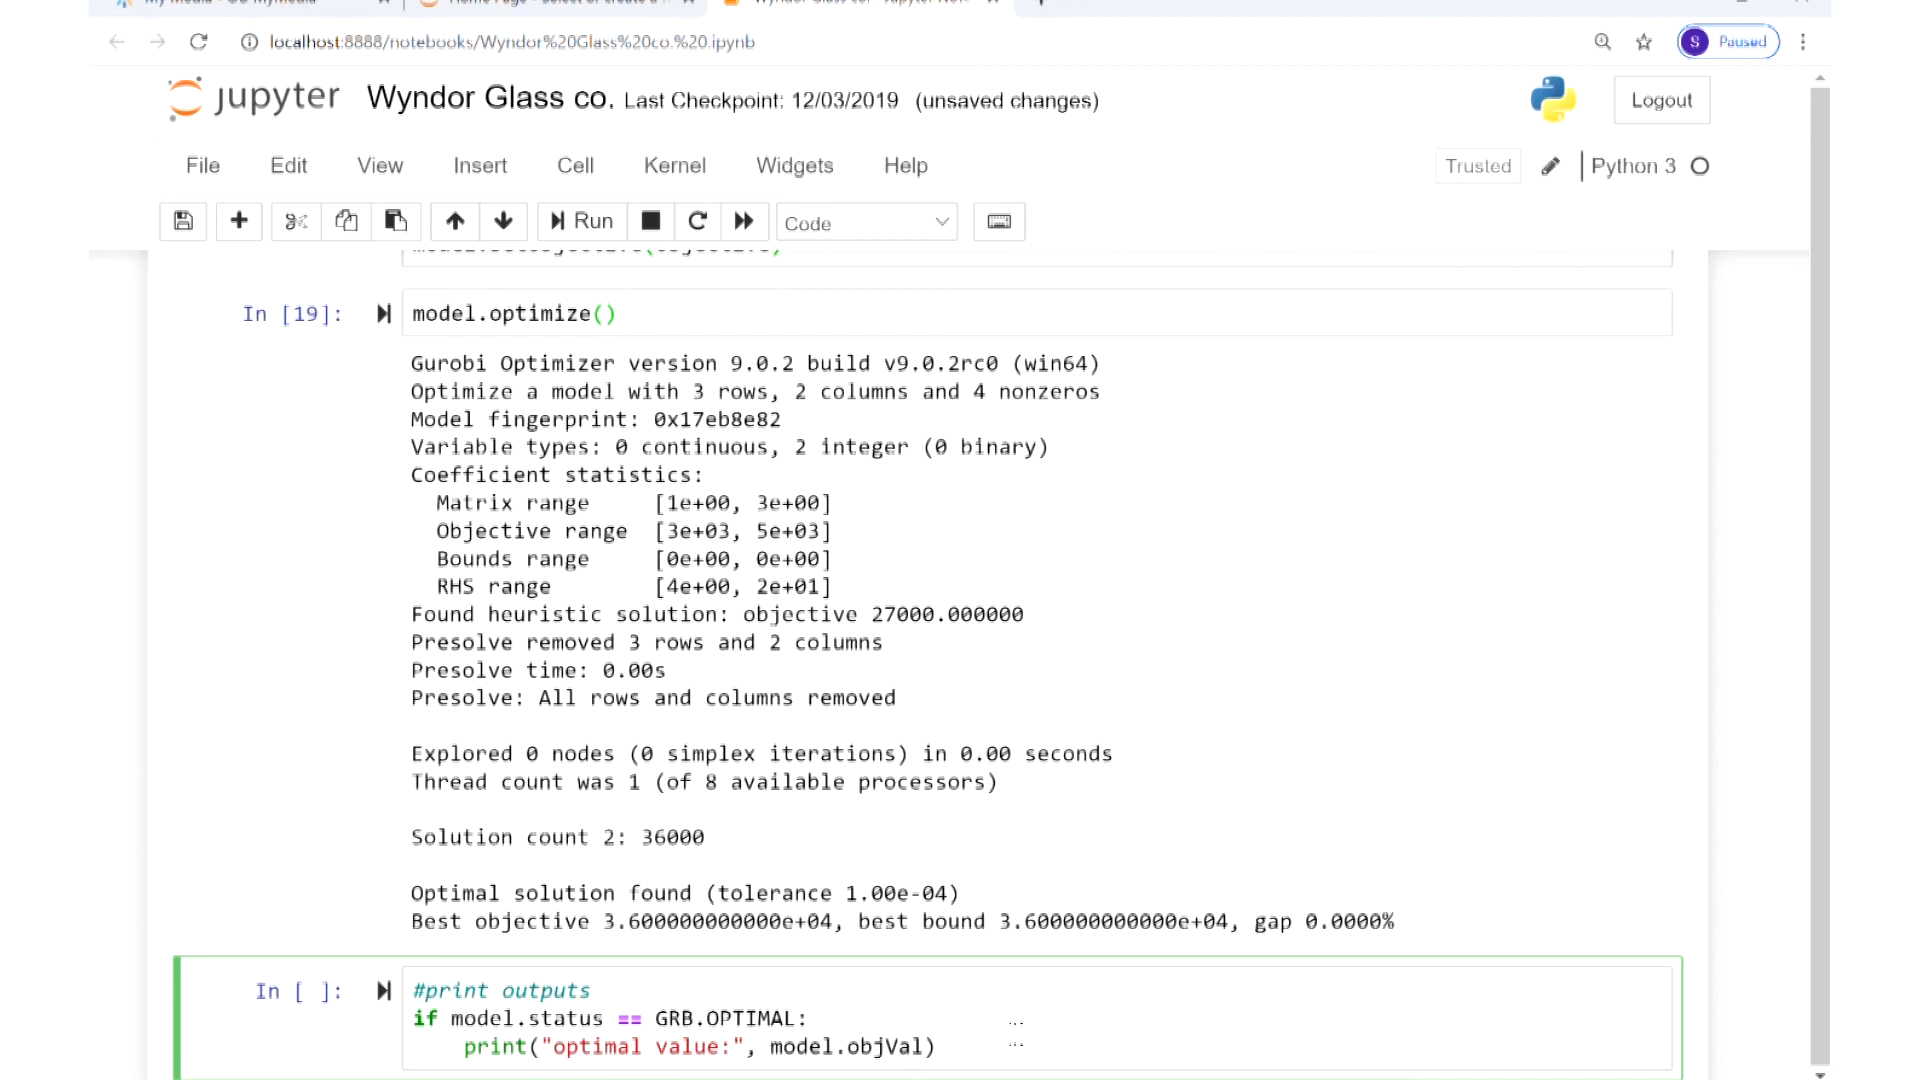 localhost:8888/notebooks/Wyndor%20Glass%20co.%20.ipynb
S Paused
jupyter Wyndor Glass co. Last Checkpoint: 12/03/2019 (unsaved changes)
Logout
File Edit View Insert Cell Kernel Widgets Help
Trusted Python 3
Run Code
In [19]: model.optimize()
Gurobi Optimizer version 9.0.2 build v9.0.2rc0 (win64)
Optimize a model with 3 rows, 2 columns and 4 nonzeros
Model fingerprint: 0x17eb8e82
Variable types: 0 continuous, 2 integer (0 binary)
Coefficient statistics:
Matrix range [1e+00, 3e+00]
Objective range [3e+03, 5e+03]
Bounds range [0e+00, 0e+00]
RHS range [4e+00, 2e+01]
Found heuristic solution: objective 27000.000000
Presolve removed 3 rows and 2 columns
Presolve time: 0.00s
Presolve: All rows and columns removed
Explored 0 nodes (0 simplex iterations) in 0.00 seconds
Thread count was 1 (of 8 available processors)
Solution count 2: 36000
Optimal solution found (tolerance 1.00e-04)
Best objective 3.600000000000e+04, best bound 3.600000000000e+04, gap 0.0000%
In [ ]: #print outputs
if model.status == GRB.OPTIMAL:
print("optimal value:", model.objVal)